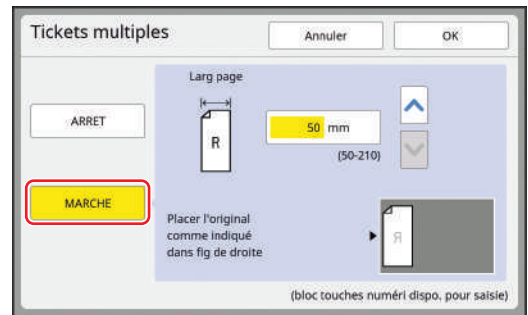 Tickets multiples
Annuler
OK
Larg page
ARRET
R
50 mm
(50-210)
MARCHE
Placer l'original
comme indiqué
dans fig de droite
R
(bloc touches numéri dispo. pour saisie)